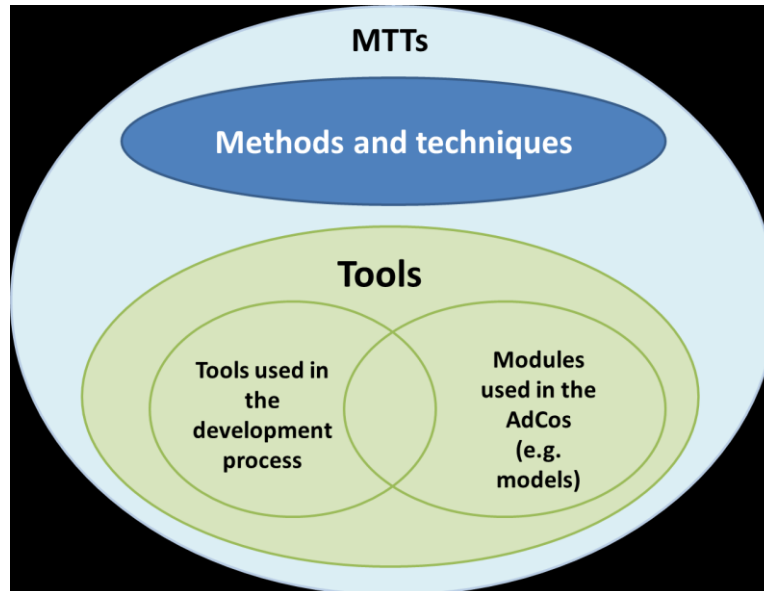 MTTs
Methods and techniques
Tools
Tools used in
the
development
process
Modules
used in the
AdCos
(e.g.
models)